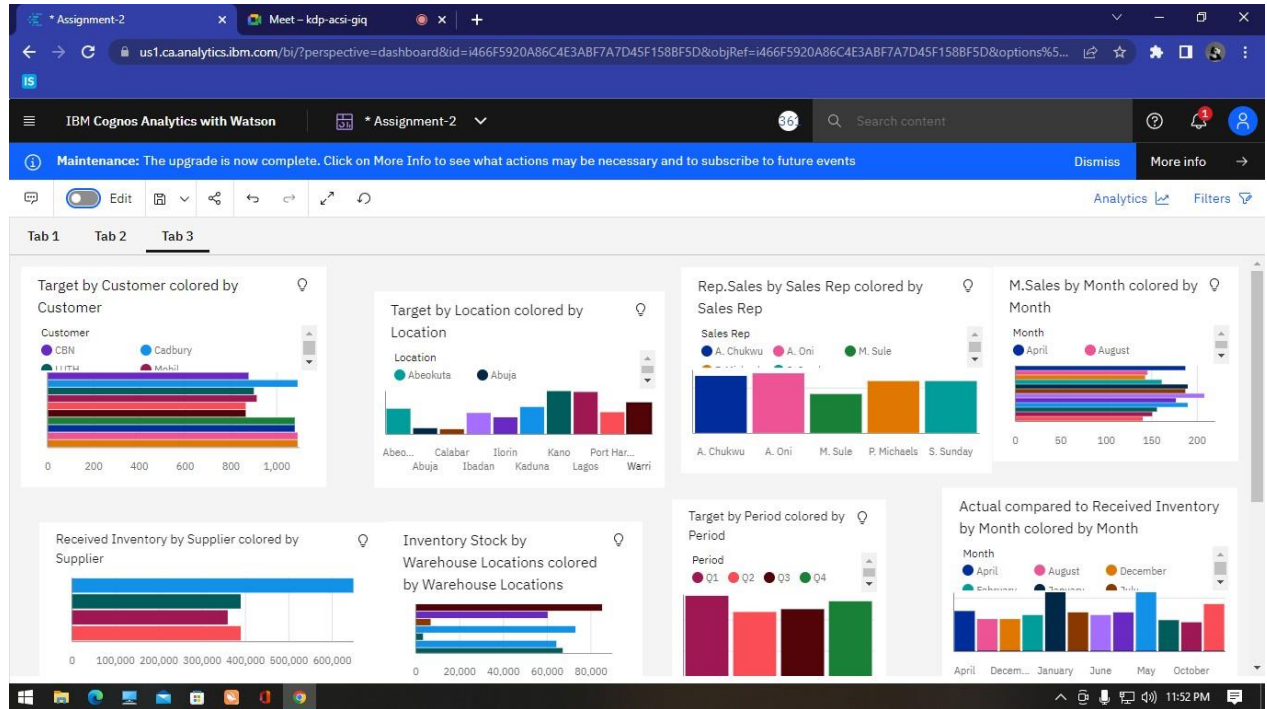 * Assignment-2
Meet – kdp-acsi-giq
us1.ca.analytics.ibm.com/bi/?perspective=dashboard&id=i466F5920A86C4E3ABF7A7D45F158BF5D&objRef=i466F5920A86C4E3ABF7A7D45F158BF5D&options%5...
IS
IBM Cognos Analytics with Watson
* Assignment-2
Search content
1
Maintenance: The upgrade is now complete. Click on More Info to see what actions may be necessary and to subscribe to future events
Dismiss
More info
Edit
Analytics
Filters
Tab 1 Tab 2 Tab 3
Target by Customer colored by
Customer
Customer
CBN Cadbury
LUTH Mobil
0 200 400 600 800 1,000
Target by Location colored by
Location
Location
Abeokuta Abuja
Abeo... Calabar Ilorin Kano Port Har...
Abuja Ibadan Kaduna Lagos Warri
Rep.Sales by Sales Rep colored by
Sales Rep
Sales Rep
A. Chukwu A. Oni M. Sule
A. Chukwu A. Oni M. Sule P. Michaels S. Sunday
M.Sales by Month colored by
Month
Month
April August
0 50 100 150 200
Received Inventory by Supplier colored by
Supplier
0 100,000 200,000 300,000 400,000 500,000 600,000
Inventory Stock by
Warehouse Locations colored
by Warehouse Locations
0 20,000 40,000 60,000 80,000
Target by Period colored by
Period
Period
Q1 Q2 Q3 Q4
Actual compared to Received Inventory
by Month colored by Month
Month
April August December
February January July
April Decem... January June May October
11:52 PM